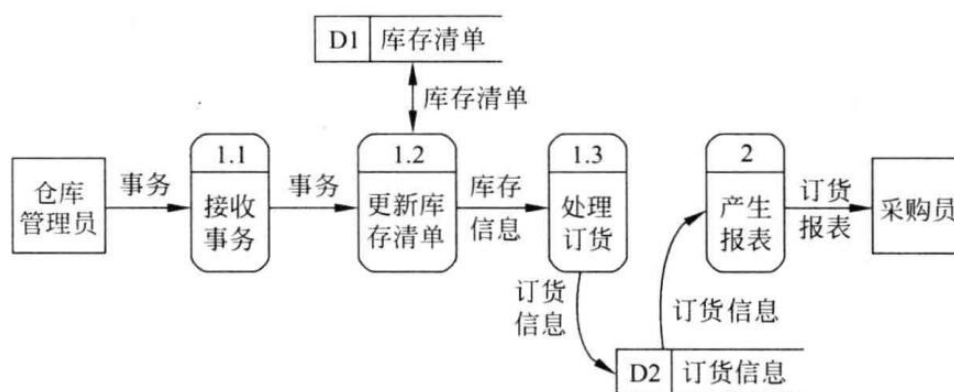 D1 库存清单
库存清单
1.1
1.2
1.3
2
仓库
管理员
事务
接收
事务
事务
更新库
存清单
库存
信息
处理
订货
产生
报表
订货
报表
采购员
订货
信息
订货信息
D2 订货信息